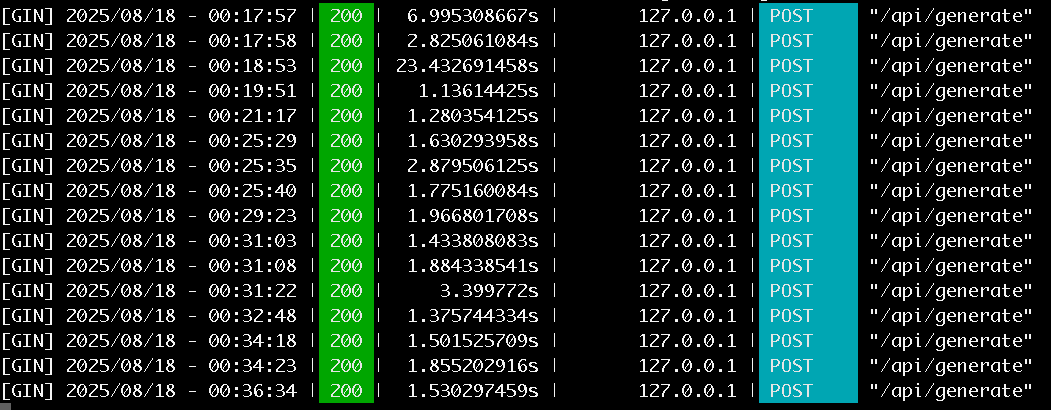 [GIN] 2025/08/18 - 00:17:57 | 200 | 6.995308667s | 127.0.0.1 | POST "/api/generate"
[GIN] 2025/08/18 - 00:17:58 | 200 | 2.825061084s | 127.0.0.1 | POST "/api/generate"
[GIN] 2025/08/18 - 00:18:53 | 200 | 23.432691458s | 127.0.0.1 | POST "/api/generate"
[GIN] 2025/08/18 - 00:19:51 | 200 | 1.13614425s | 127.0.0.1 | POST "/api/generate"
[GIN] 2025/08/18 - 00:21:17 | 200 | 1.280354125s | 127.0.0.1 | POST "/api/generate"
[GIN] 2025/08/18 - 00:25:29 | 200 | 1.630293958s | 127.0.0.1 | POST "/api/generate"
[GIN] 2025/08/18 - 00:25:35 | 200 | 2.879506125s | 127.0.0.1 | POST "/api/generate"
[GIN] 2025/08/18 - 00:25:40 | 200 | 1.775160084s | 127.0.0.1 | POST "/api/generate"
[GIN] 2025/08/18 - 00:29:23 | 200 | 1.966801708s | 127.0.0.1 | POST "/api/generate"
[GIN] 2025/08/18 - 00:31:03 | 200 | 1.433808083s | 127.0.0.1 | POST "/api/generate"
[GIN] 2025/08/18 - 00:31:08 | 200 | 1.884338541s | 127.0.0.1 | POST "/api/generate"
[GIN] 2025/08/18 - 00:31:22 | 200 | 3.399772s | 127.0.0.1 | POST "/api/generate"
[GIN] 2025/08/18 - 00:32:48 | 200 | 1.375744334s | 127.0.0.1 | POST "/api/generate"
[GIN] 2025/08/18 - 00:34:18 | 200 | 1.501525709s | 127.0.0.1 | POST "/api/generate"
[GIN] 2025/08/18 - 00:34:23 | 200 | 1.855202916s | 127.0.0.1 | POST "/api/generate"
[GIN] 2025/08/18 - 00:36:34 | 200 | 1.530297459s | 127.0.0.1 | POST "/api/generate"